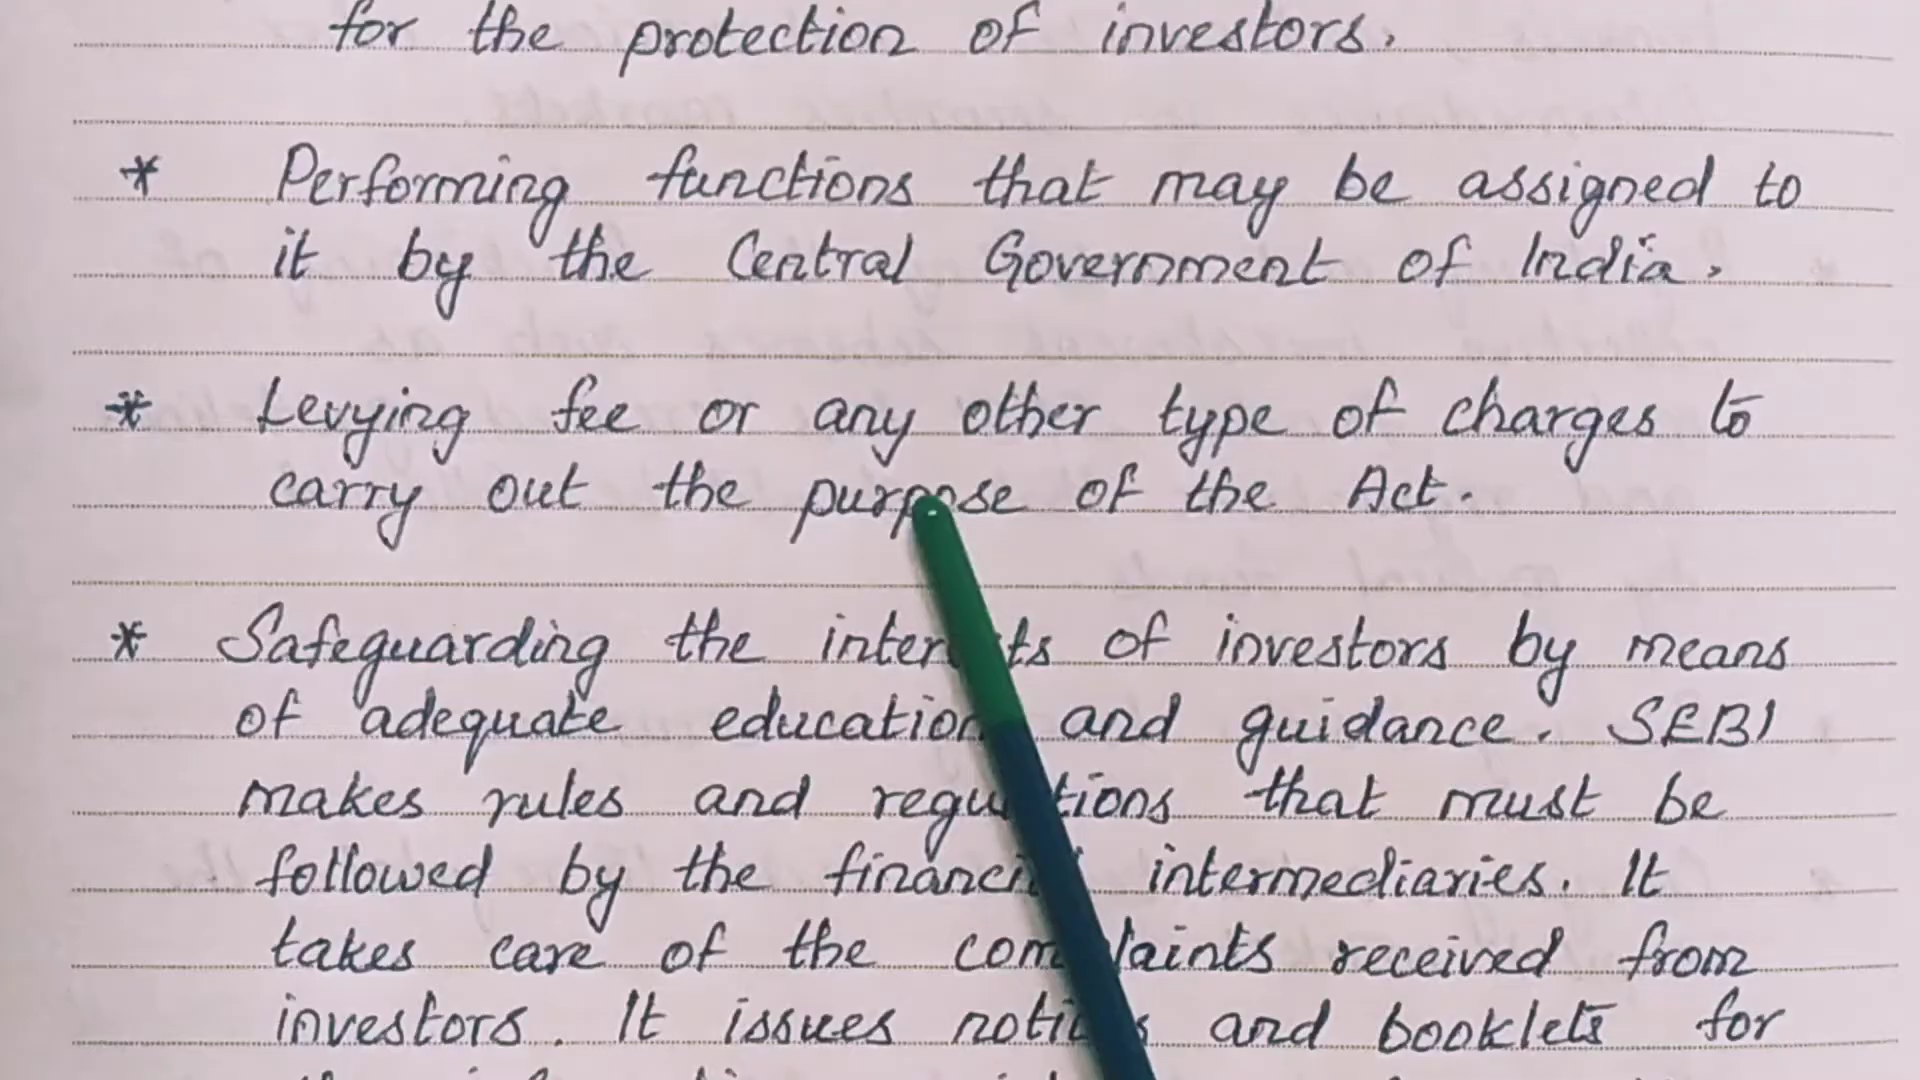 for the protection of investors.
* Performing functions that may be assigned to
it by the Central Government of India.
* Levying fee or any other type of charges to
carry out the purpose of the Act.
* Safeguarding the interests of investors by means
of adequate education and guidance. SEBI
makes rules and regulations that must be
followed by the financial intermediaries. It
takes care of the complaints received from
investors. It issues notices and booklets for